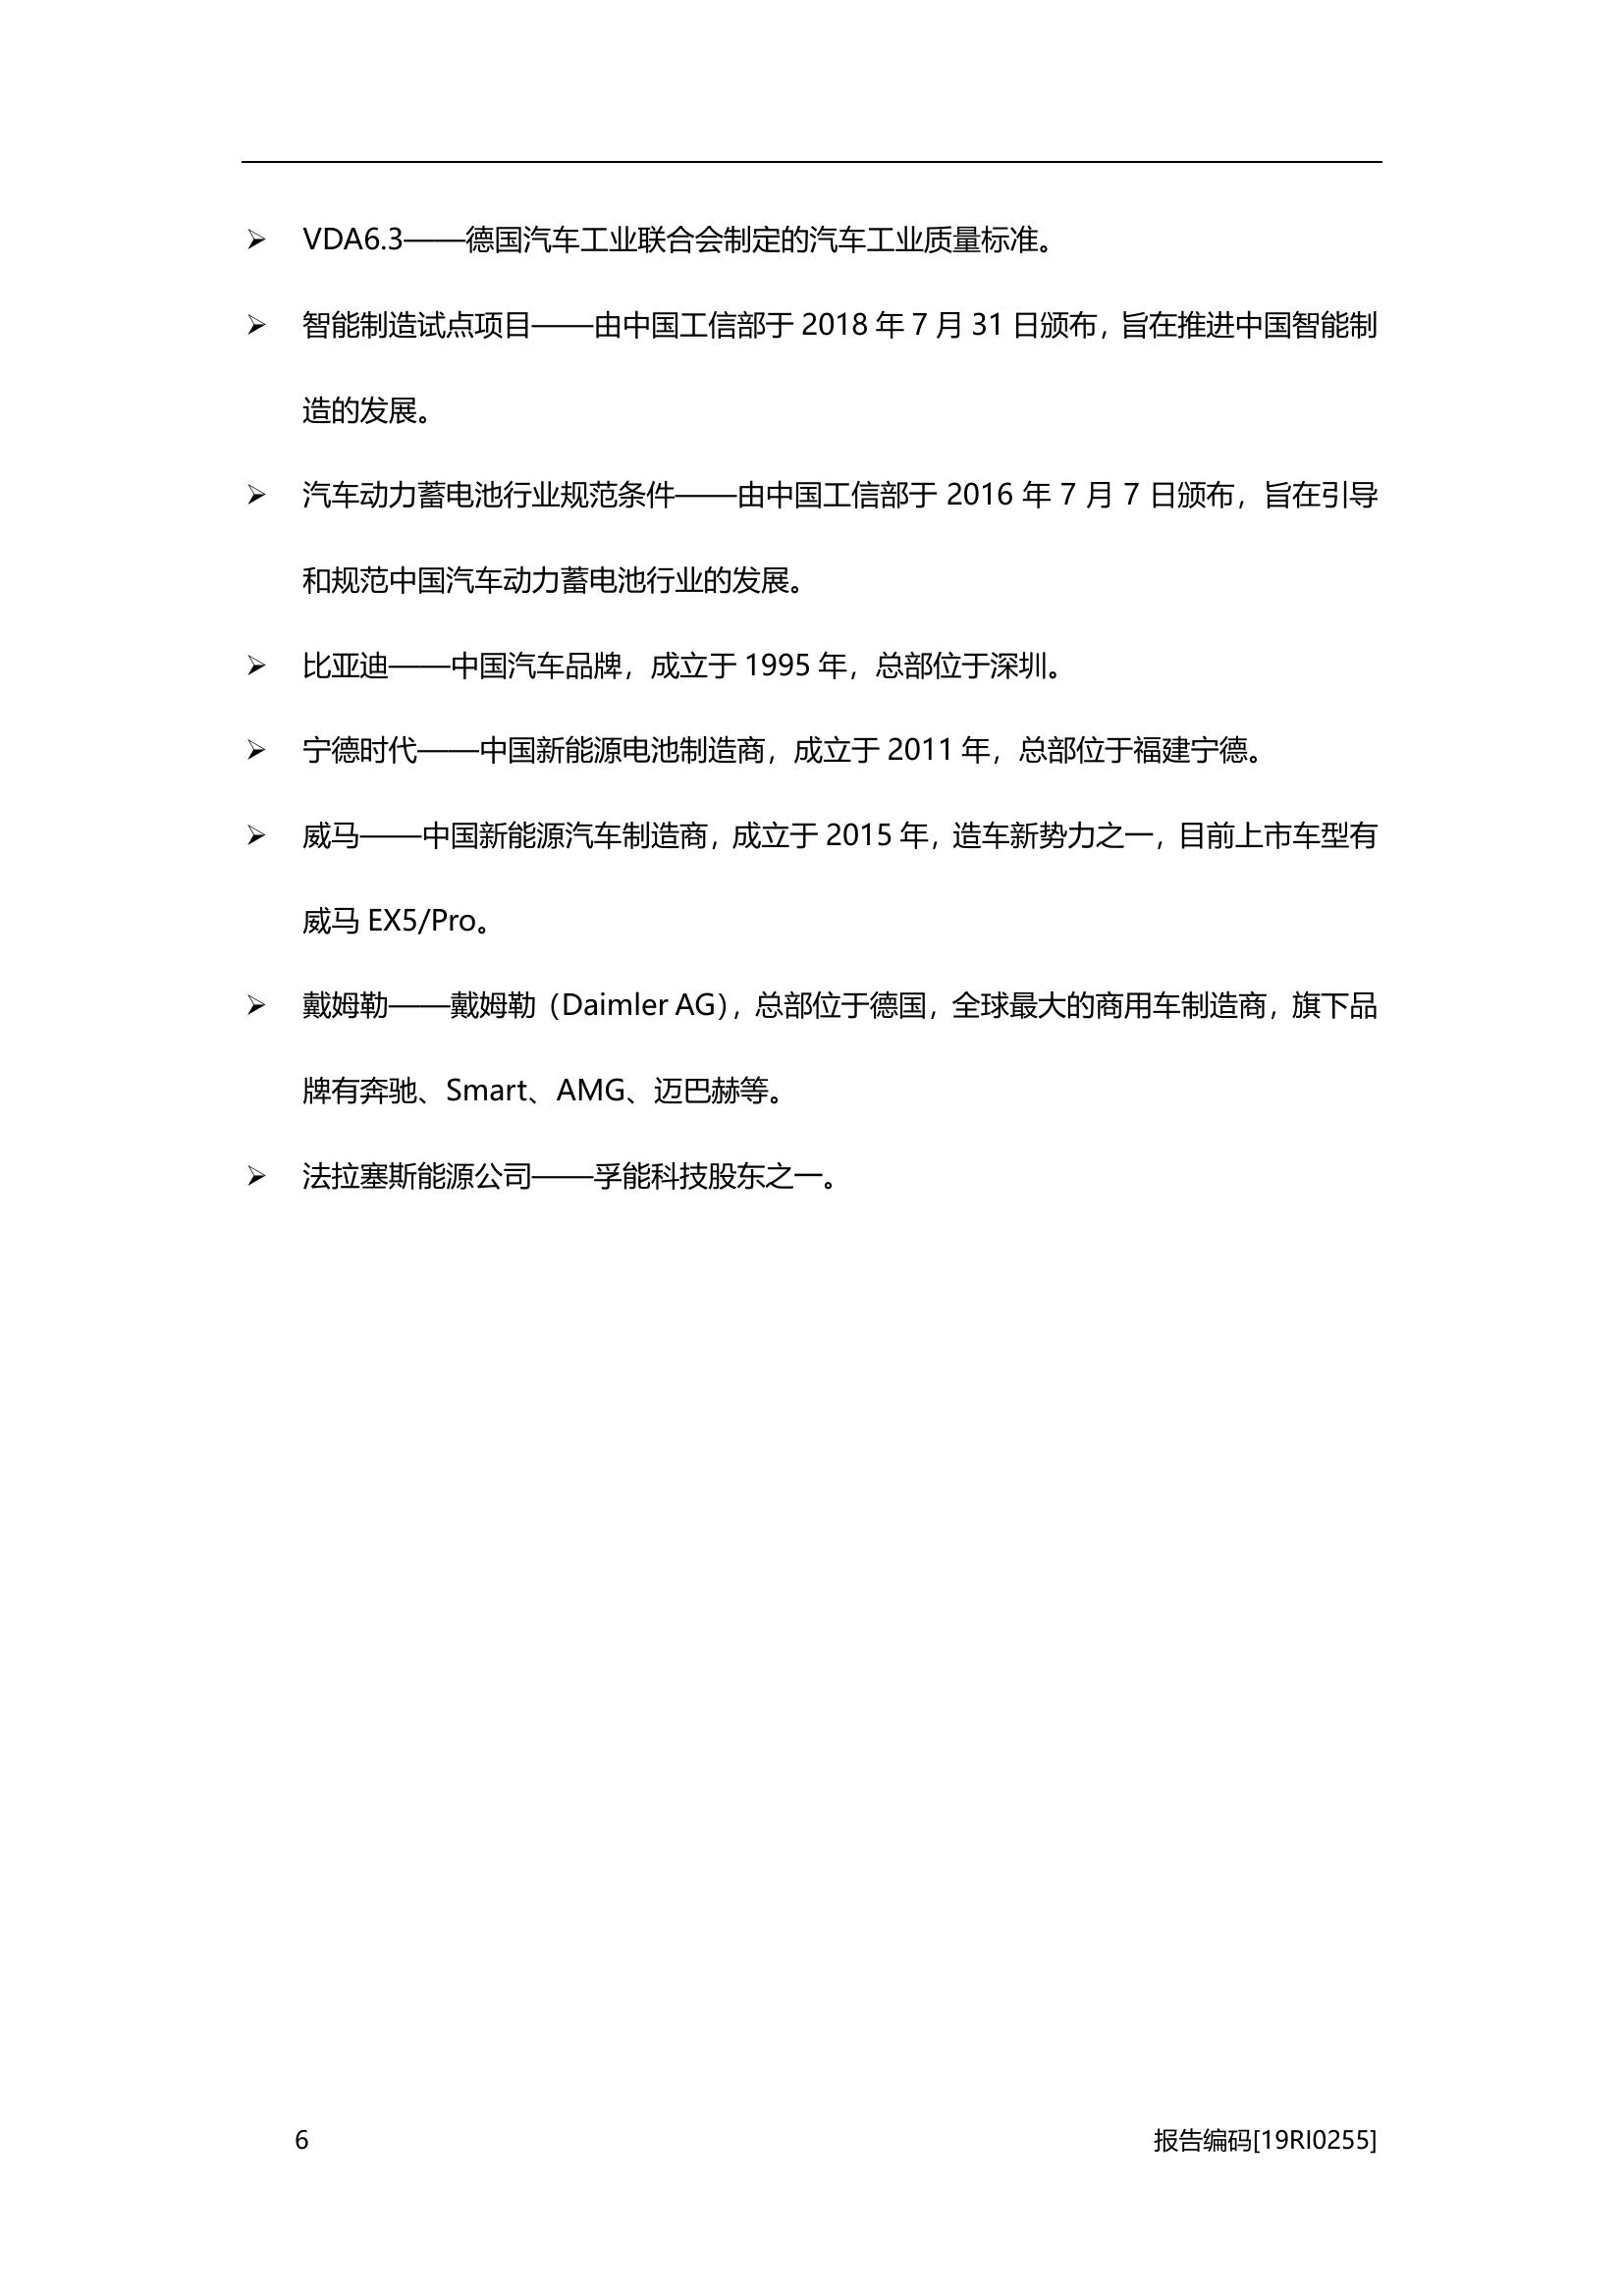 ➢ VDA6.3——德国汽车工业联合会制定的汽车工业质量标准。
➢ 智能制造试点项目——由中国工信部于 2018 年 7 月 31 日颁布，旨在推进中国智能制
造的发展。
➢ 汽车动力蓄电池行业规范条件——由中国工信部于 2016 年 7 月 7 日颁布，旨在引导
和规范中国汽车动力蓄电池行业的发展。
➢ 比亚迪——中国汽车品牌，成立于 1995 年，总部位于深圳。
➢ 宁德时代——中国新能源电池制造商，成立于 2011 年，总部位于福建宁德。
➢ 威马——中国新能源汽车制造商，成立于 2015 年，造车新势力之一，目前上市车型有
威马 EX5/Pro。
➢ 戴姆勒——戴姆勒（Daimler AG），总部位于德国，全球最大的商用车制造商，旗下品
牌有奔驰、Smart、AMG、迈巴赫等。
➢ 法拉塞斯能源公司——孚能科技股东之一。
6 报告编码[19RI0255]